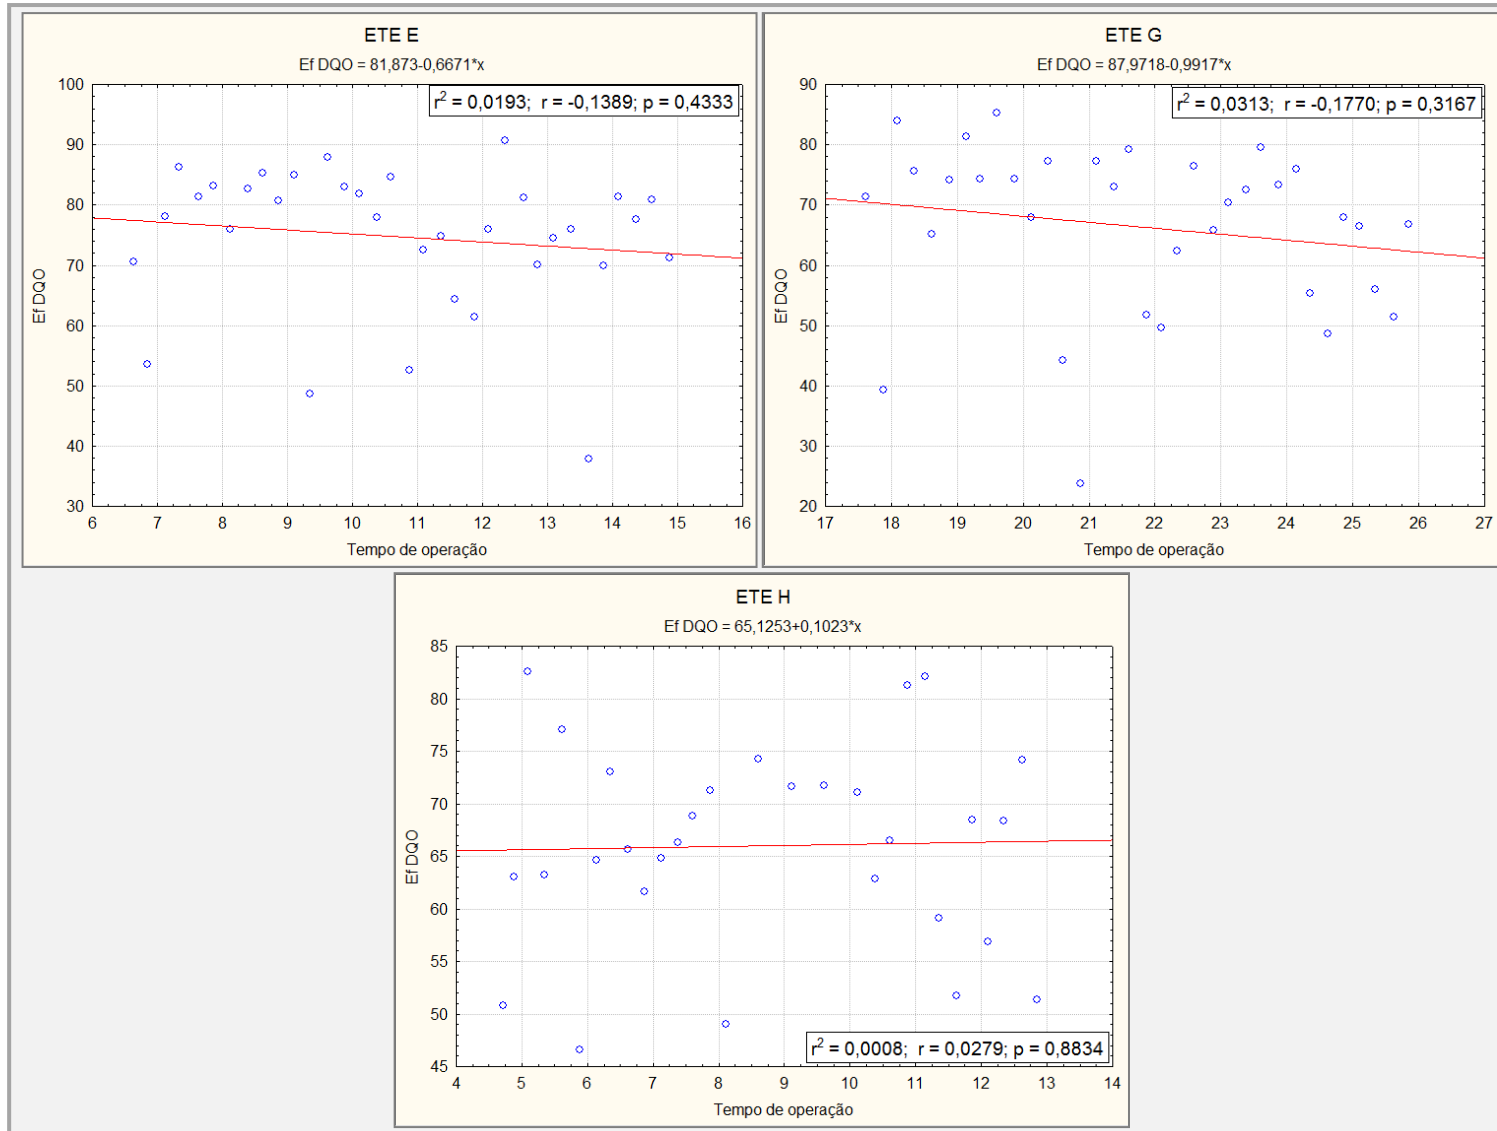 ETE E
Ef DQO = 81,873-0,6671*x
r² = 0,0193; r = -0,1389; p = 0,4333
100
90
80
70
60
50
40
30
Ef DQO
6 7 8 9 10 11 12 13 14 15 16
Tempo de operação
ETE G
Ef DQO = 87,9718-0,9917*x
r² = 0,0313; r = -0,1770; p = 0,3167
90
80
70
60
50
40
30
20
Ef DQO
17 18 19 20 21 22 23 24 25 26 27
Tempo de operação
ETE H
Ef DQO = 65,1253+0,1023*x
85
80
75
70
65
60
55
50
45
Ef DQO
r² = 0,0008; r = 0,0279; p = 0,8834
4 5 6 7 8 9 10 11 12 13 14
Tempo de operação